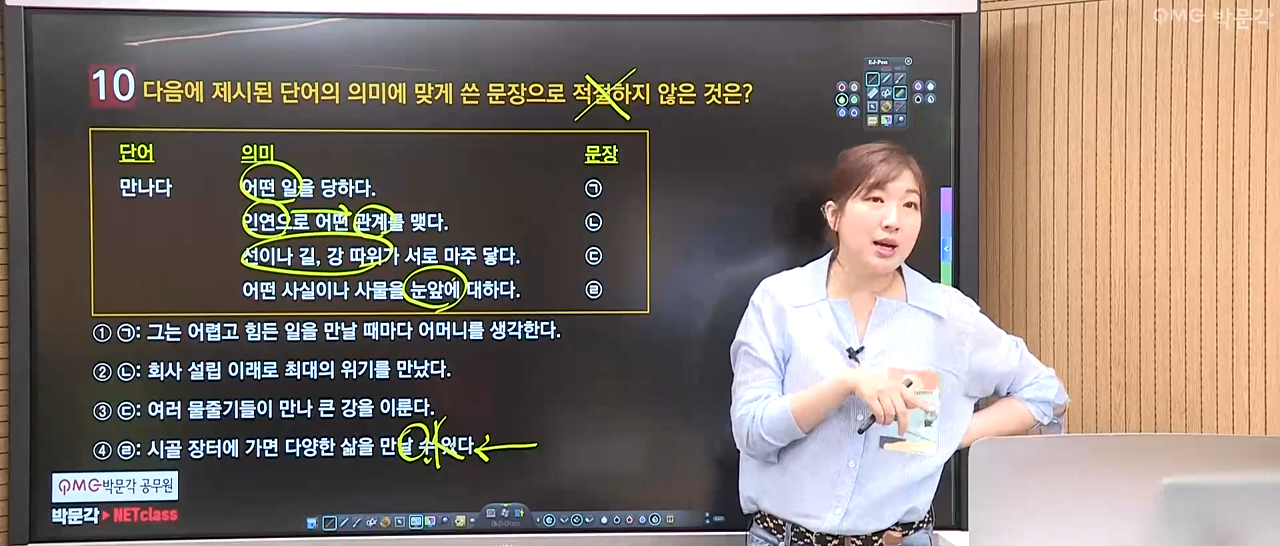 QMG 박문각
10 다음에 제시된 단어의 의미에 맞게 쓴 문장으로 적절하지 않은 것은?
단어 의미 문장
만나다 어떤 일을 당하다. ㉠
인연으로 어떤 관계를 맺다. ㉡
선이나 길, 강 따위가 서로 마주 닿다. ㉢
어떤 사실이나 사물을 눈앞에 대하다. ㉣
① ㉠: 그는 어렵고 힘든 일을 만날 때마다 어머니를 생각한다.
② ㉡: 회사 설립 이래로 최대의 위기를 만났다.
③ ㉢: 여러 물줄기들이 만나 큰 강을 이룬다.
④ ㉣: 시골 장터에 가면 다양한 삶을 만날 수 있다.
QMG 박문각 공무원
박문각 ▶ NETclass
EJ-Pen